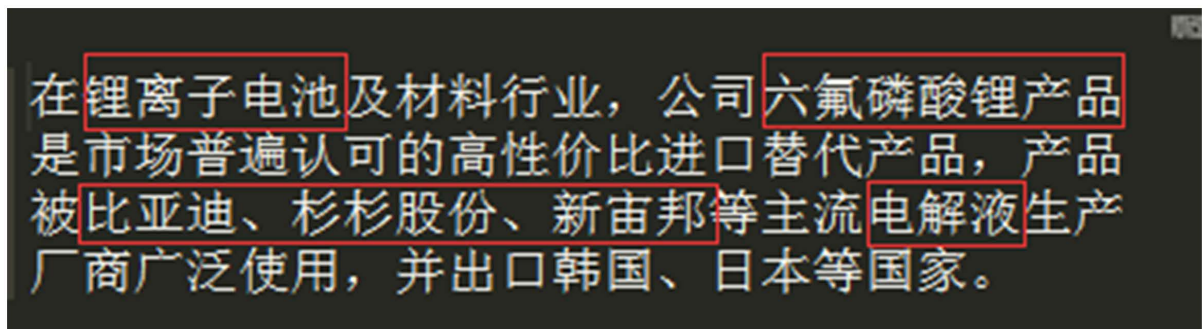 在锂离子电池及材料行业，公司六氟磷酸锂产品
是市场普遍认可的高性价比进口替代产品，产品
被比亚迪、杉杉股份、新宙邦等主流电解液生产
厂商广泛使用，并出口韩国、日本等国家。